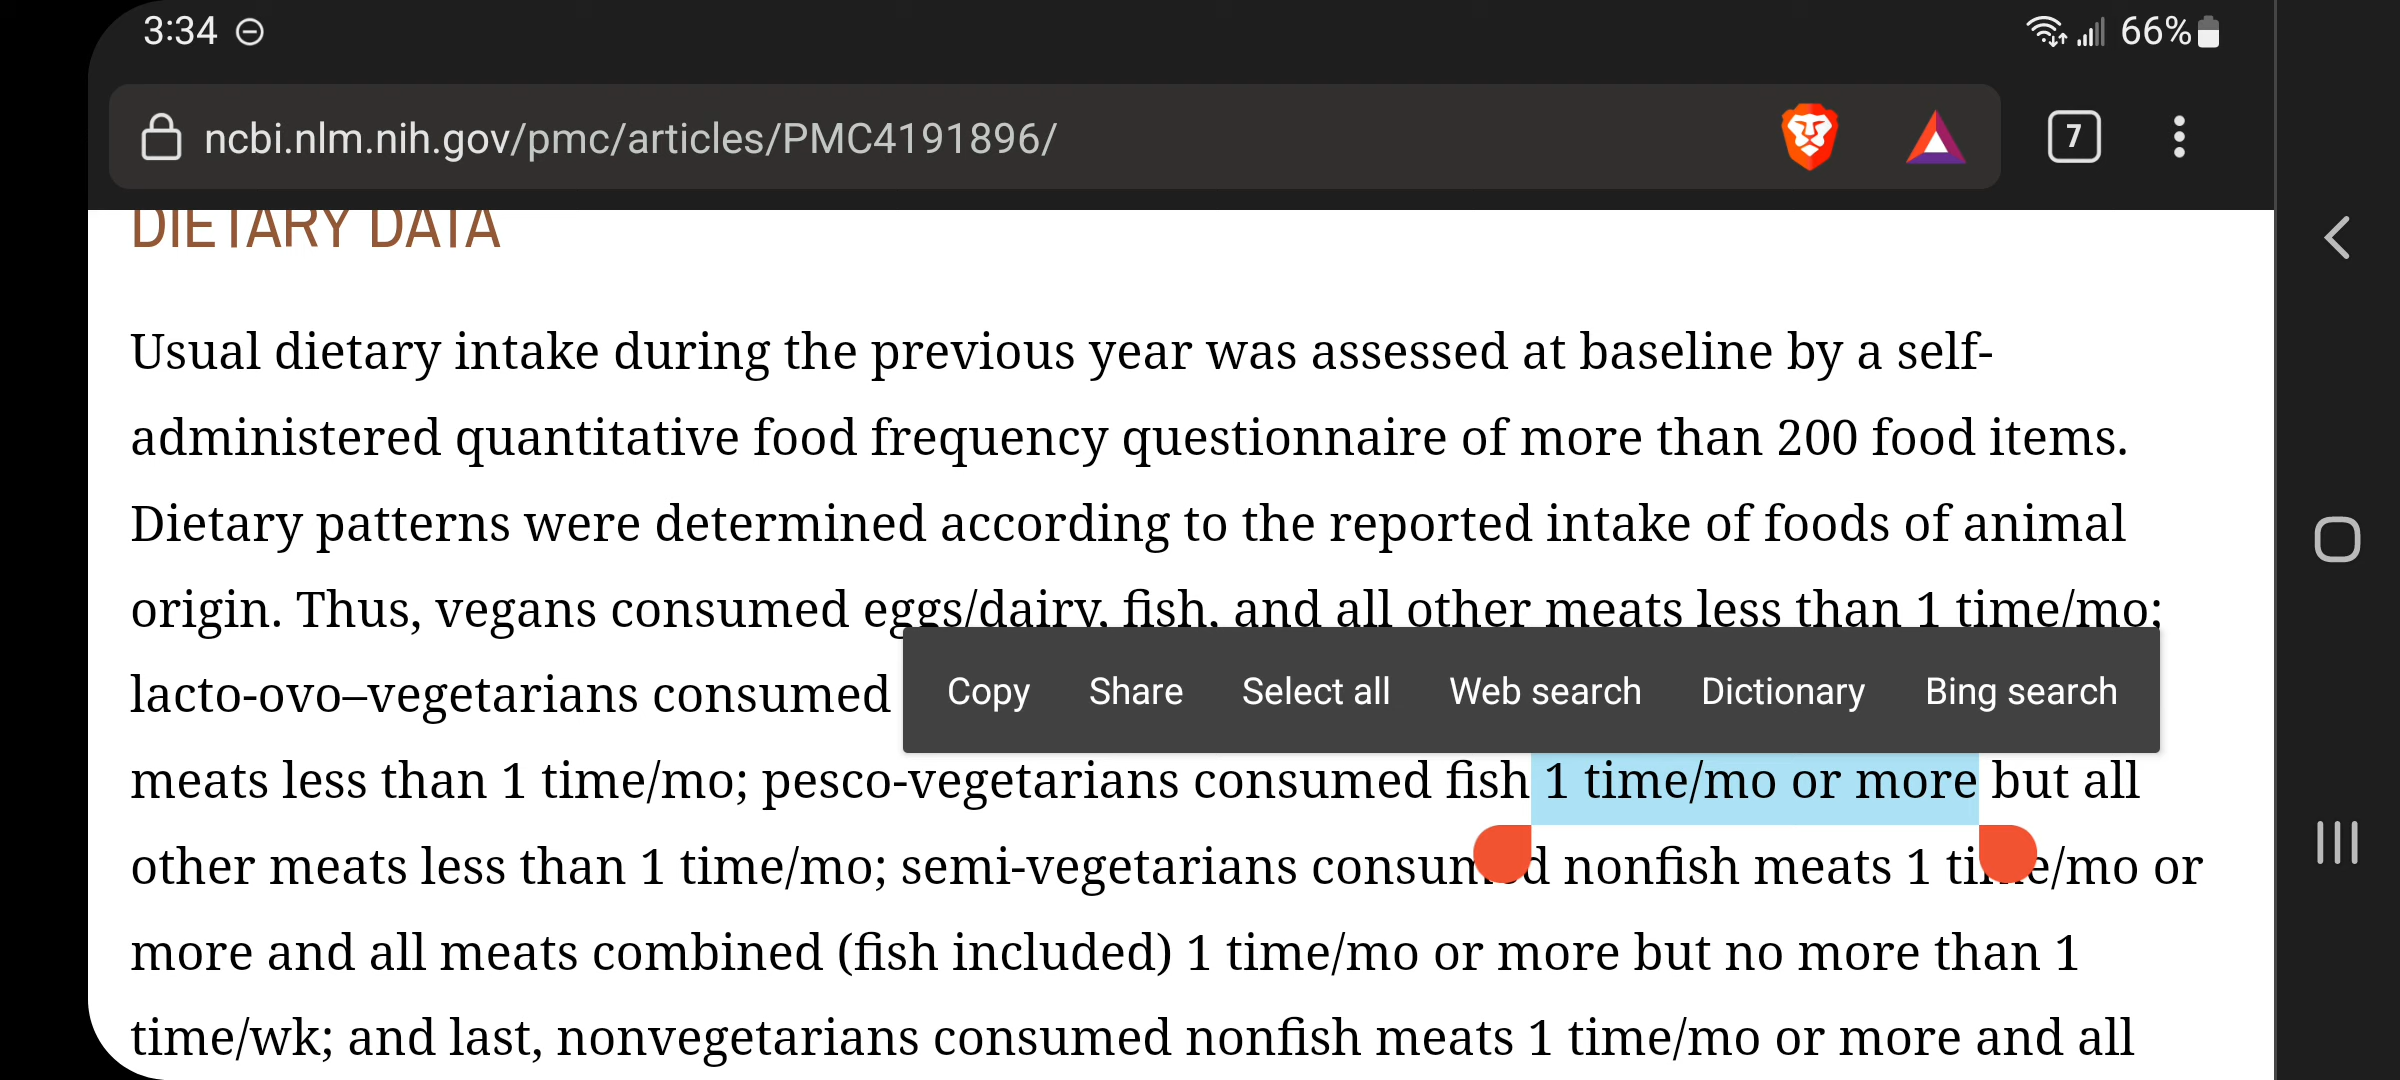 3:34
66%
ncbi.nlm.nih.gov/pmc/articles/PMC4191896/
7
DIETARY DATA
Usual dietary intake during the previous year was assessed at baseline by a self-
administered quantitative food frequency questionnaire of more than 200 food items.
Dietary patterns were determined according to the reported intake of foods of animal
origin. Thus, vegans consumed eggs/dairy, fish, and all other meats less than 1 time/mo;
lacto-ovo–vegetarians consumed
Copy Share Select all Web search Dictionary Bing search
meats less than 1 time/mo; pesco-vegetarians consumed fish 1 time/mo or more but all
other meats less than 1 time/mo; semi-vegetarians consumed nonfish meats 1 time/mo or
more and all meats combined (fish included) 1 time/mo or more but no more than 1
time/wk; and last, nonvegetarians consumed nonfish meats 1 time/mo or more and all